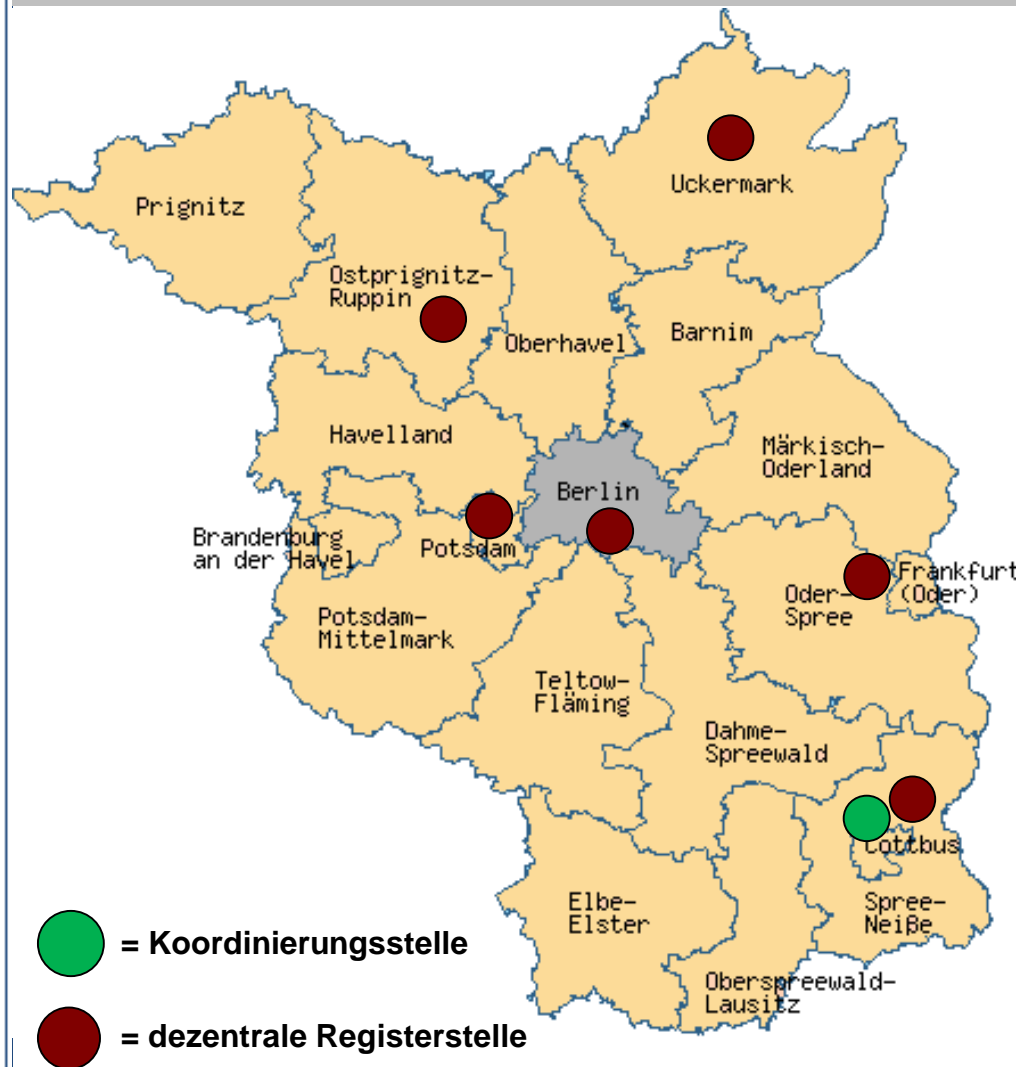 Uckermark
Prignitz
Ostprignitz-
Ruppin
Oberhavel
Barnim
Havelland
Märkisch-
Oderland
Berlin
Brandenburg
an der Havel
Potsdam
Frankfurt
(Oder)
Oder-
Spree
Potsdam-
Mittelmark
Teltow-
Fläming
Dahme-
Spreewald
Cottbus
Elbe-
Elster
Spree-
Neiße
Oberspreewald-
Lausitz
= Koordinierungsstelle
= dezentrale Registerstelle